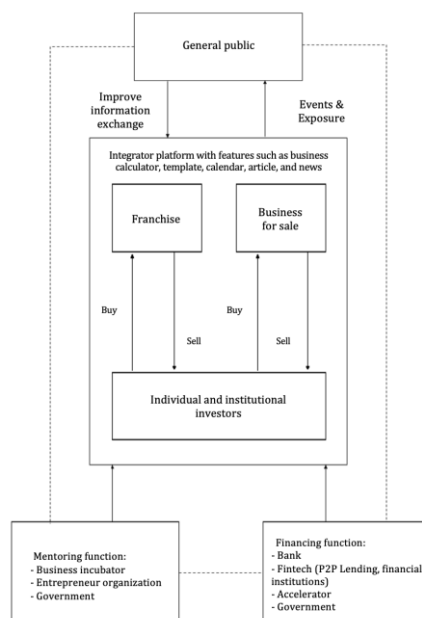 General public
Improve
information
exchange
Events &
Exposure
Integrator platform with features such as business
calculator, template, calendar, article, and news
Franchise
Business
for sale
Buy
Sell
Buy
Sell
Individual and institutional
investors
Mentoring function:
- Business incubator
- Entrepreneur organization
- Government
Financing function:
- Bank
- Fintech (P2P Lending, financial
institutions)
- Accelerator
- Government